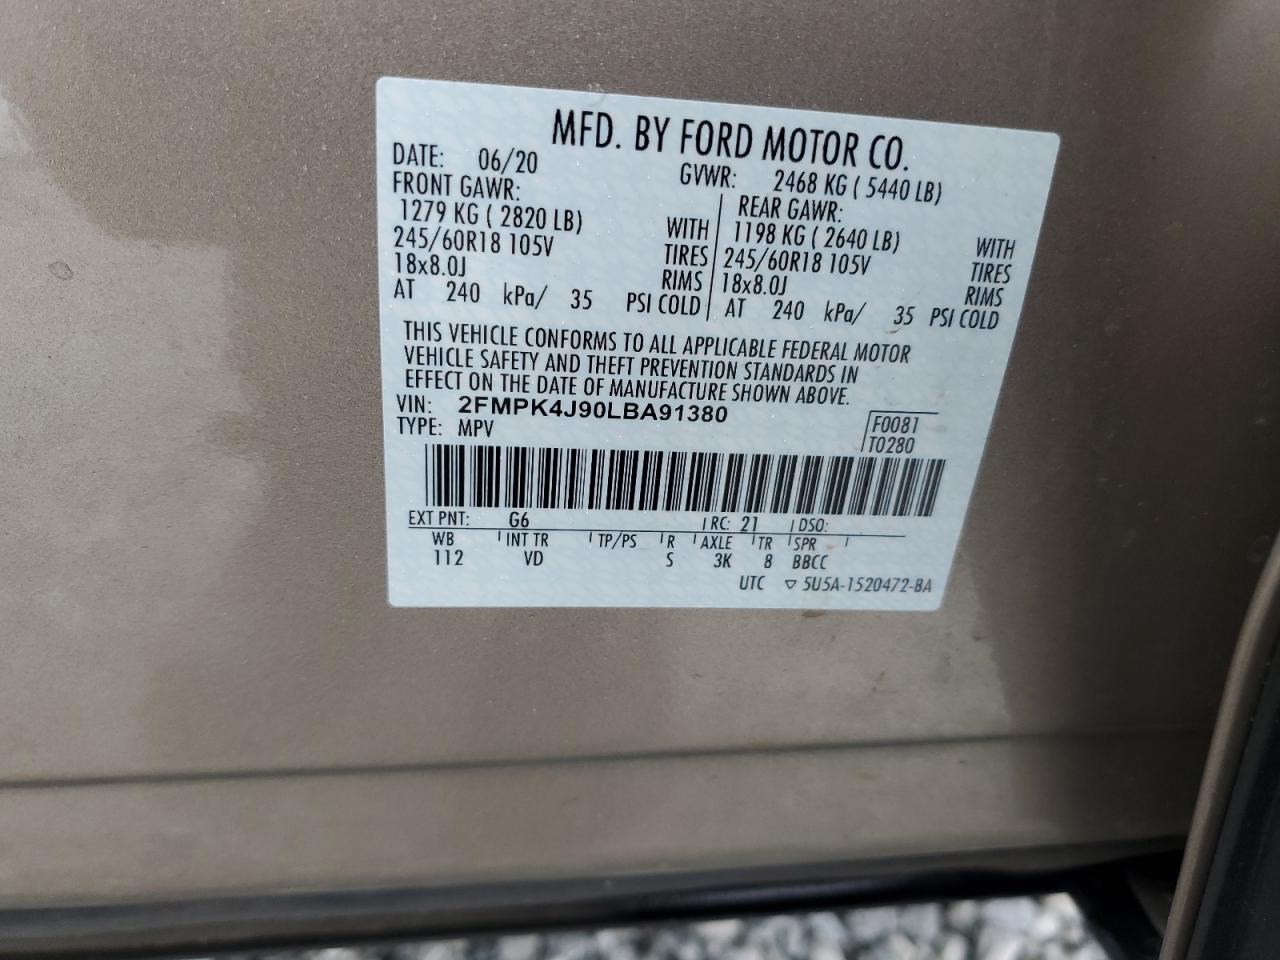 MFD. BY FORD MOTOR CO.
DATE: 06/20 GVWR: 2468 KG ( 5440 LB)
FRONT GAWR: REAR GAWR:
1279 KG ( 2820 LB) WITH 1198 KG ( 2640 LB) WITH
245/60R18 105V TIRES 245/60R18 105V TIRES
18x8.0J RIMS 18x8.0J RIMS
AT 240 kPa/ 35 PSI COLD AT 240 kPa/ 35 PSI COLD
THIS VEHICLE CONFORMS TO ALL APPLICABLE FEDERAL MOTOR
VEHICLE SAFETY AND THEFT PREVENTION STANDARDS IN
EFFECT ON THE DATE OF MANUFACTURE SHOWN ABOVE.
VIN: 2FMPK4J90LBA91380 F0081
TYPE: MPV T0280
EXT PNT: G6 RC: 21 DSO:
WB INT TR TP/PS R AXLE TR SPR
112 VD S 3K 8 BBCC
UTC ▽ 5U5A-1520472-BA